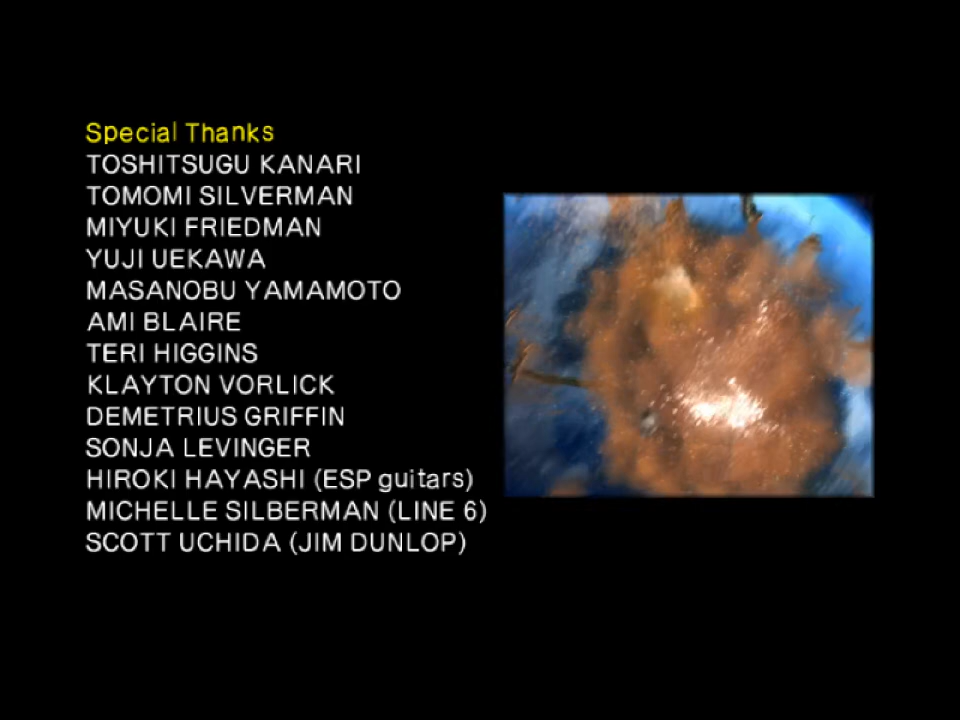 Special Thanks
TOSHITSUGU KANARI
TOMOMI SILVERMAN
MIYUKI FRIEDMAN
YUJI UEKAWA
MASANOBU YAMAMOTO
AMI BLAIRE
TERI HIGGINS
KLAYTON VORLICK
DEMETRIUS GRIFFIN
SONJA LEVINGER
HIROKI HAYASHI (ESP guitars)
MICHELLE SILBERMAN (LINE 6)
SCOTT UCHIDA (JIM DUNLOP)